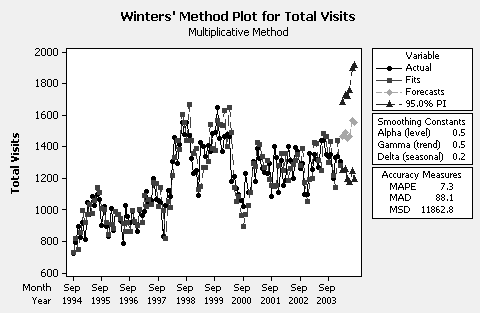 Winters' Method Plot for Total Visits
Multiplicative Method
Total Visits
2000
1800
1600
1400
1200
1000
800
600
Month Sep Sep Sep Sep Sep Sep Sep Sep Sep Sep
Year 1994 1995 1996 1997 1998 1999 2000 2001 2002 2003
Variable
Actual
Fits
Forecasts
95.0% PI
Smoothing Constants
Alpha (level) 0.5
Gamma (trend) 0.5
Delta (seasonal) 0.2
Accuracy Measures
MAPE 7.3
MAD 88.1
MSD 11862.8